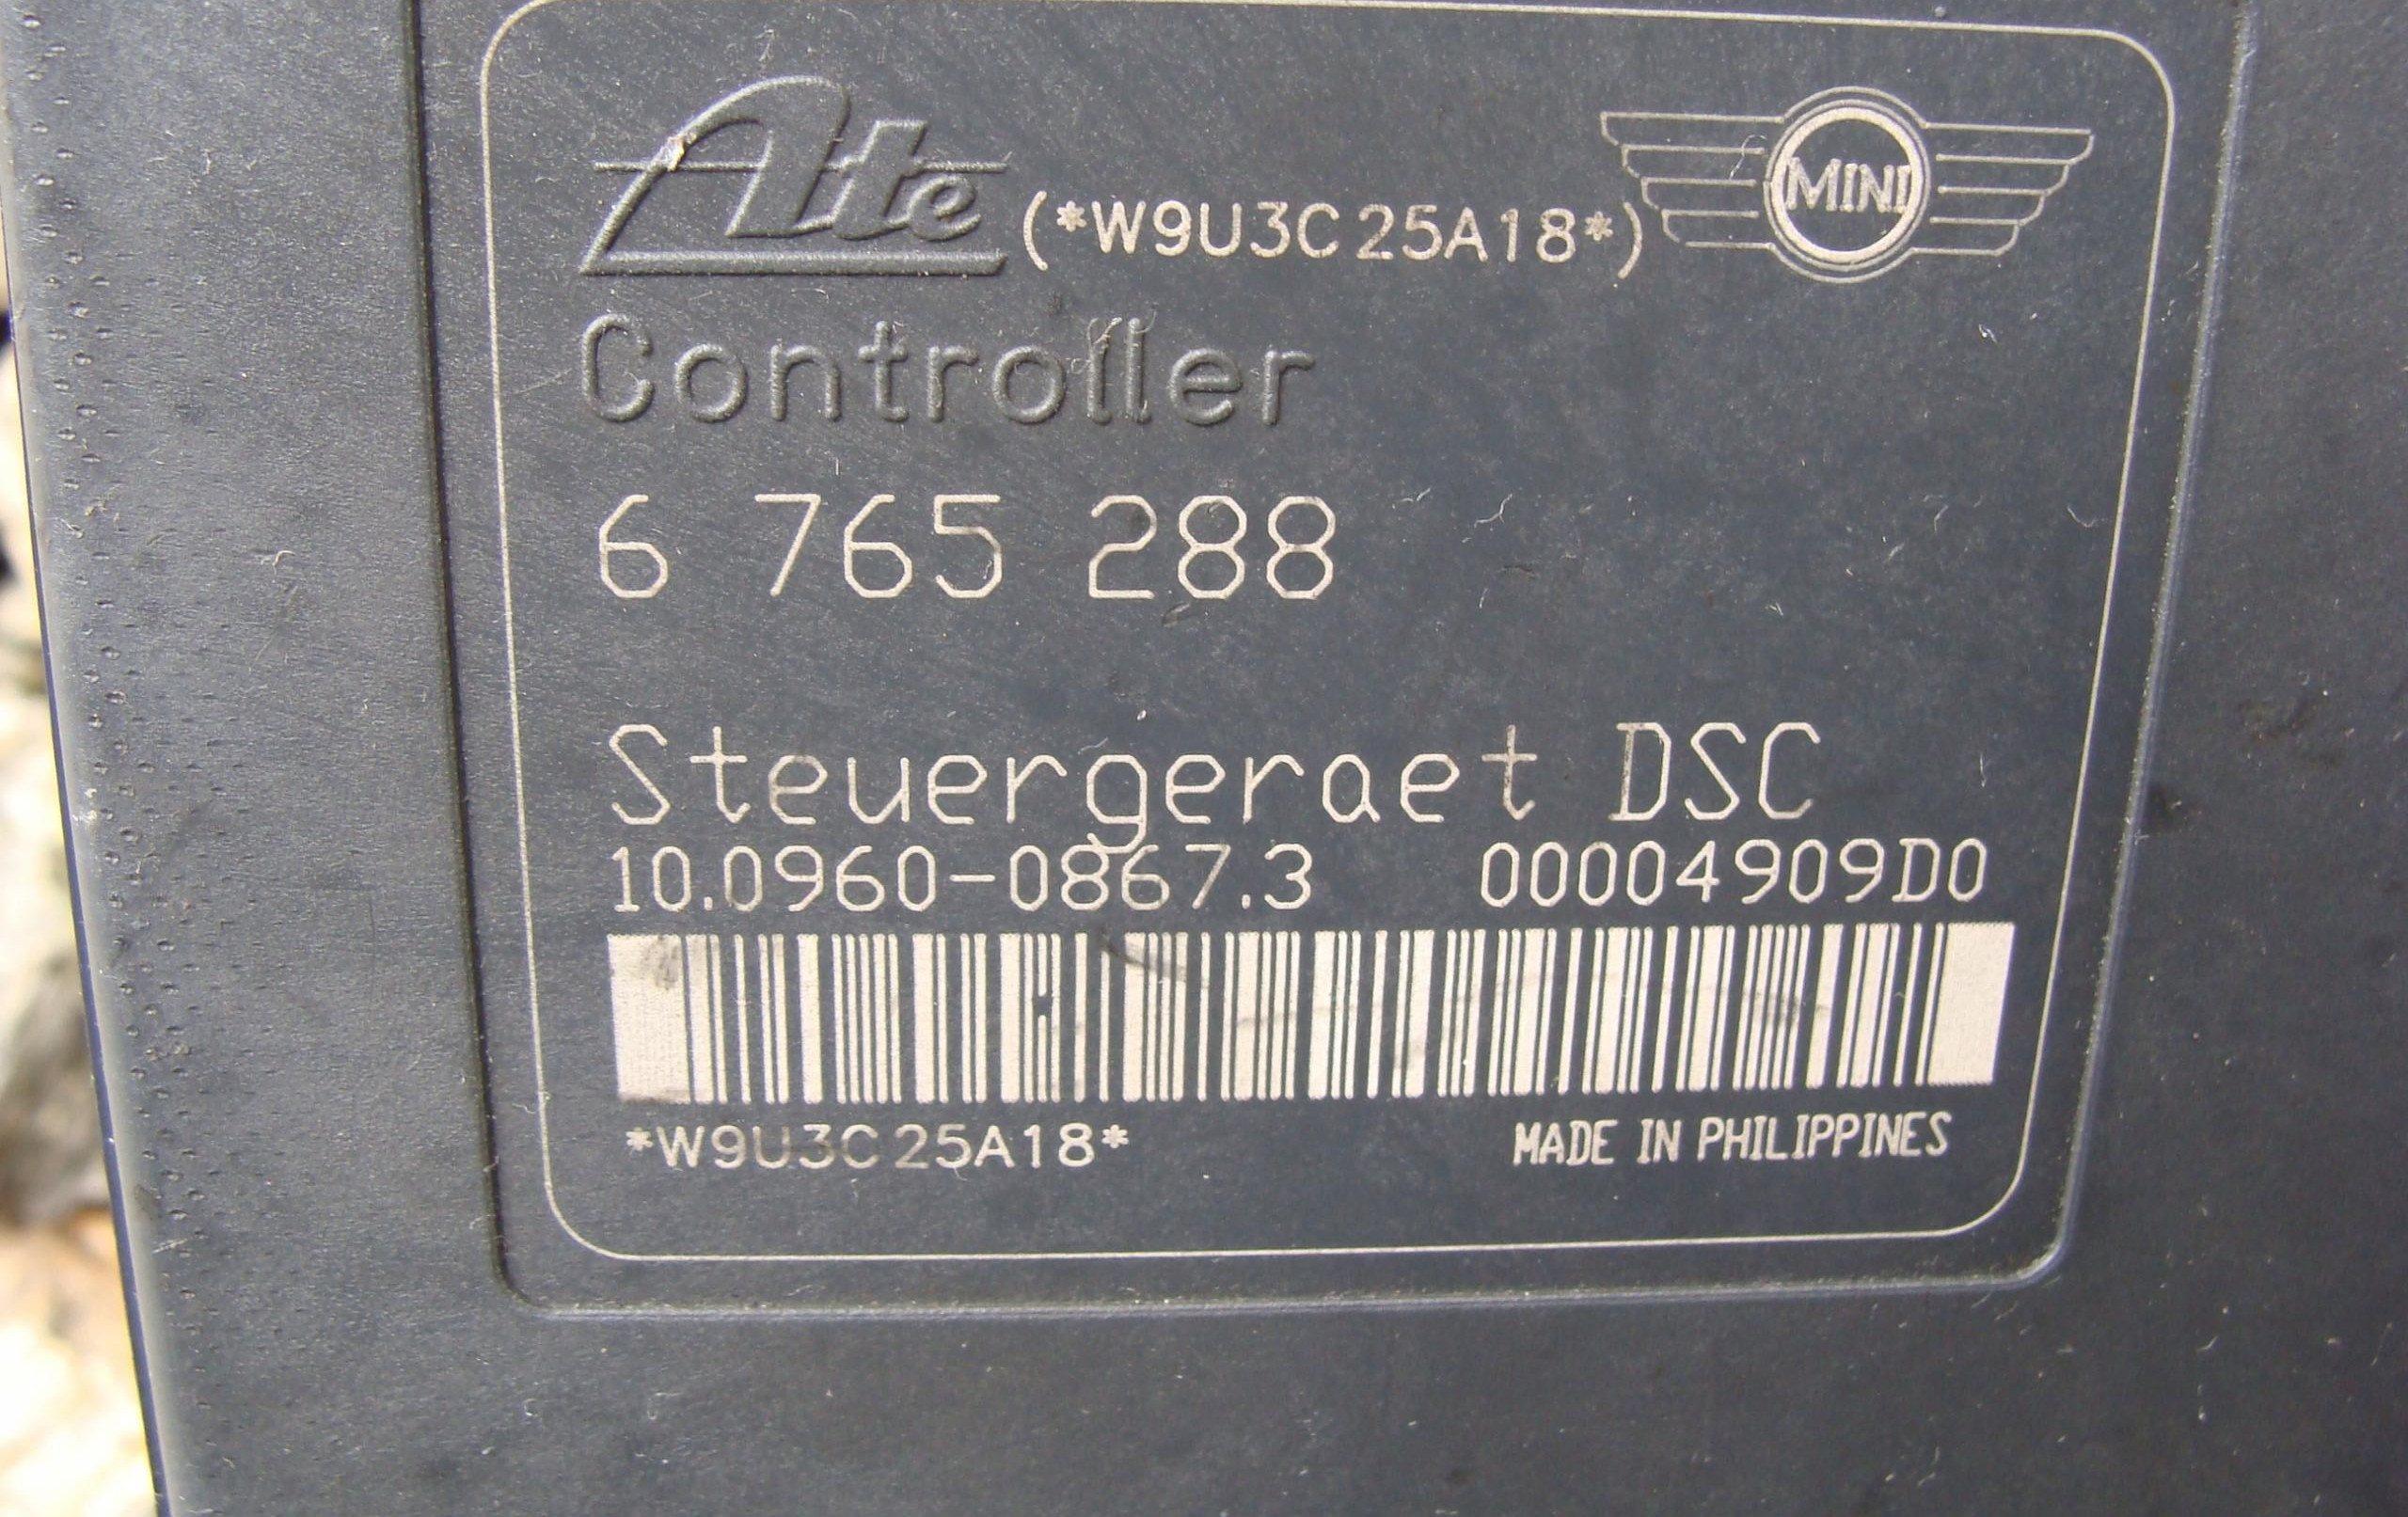 Ate (*W9U3C25A18*) MINI
Controller
6 765 288
Steuergeraet DSC
10.0960-0867.3 00004909D0
*W9U3C25A18* MADE IN PHILIPPINES